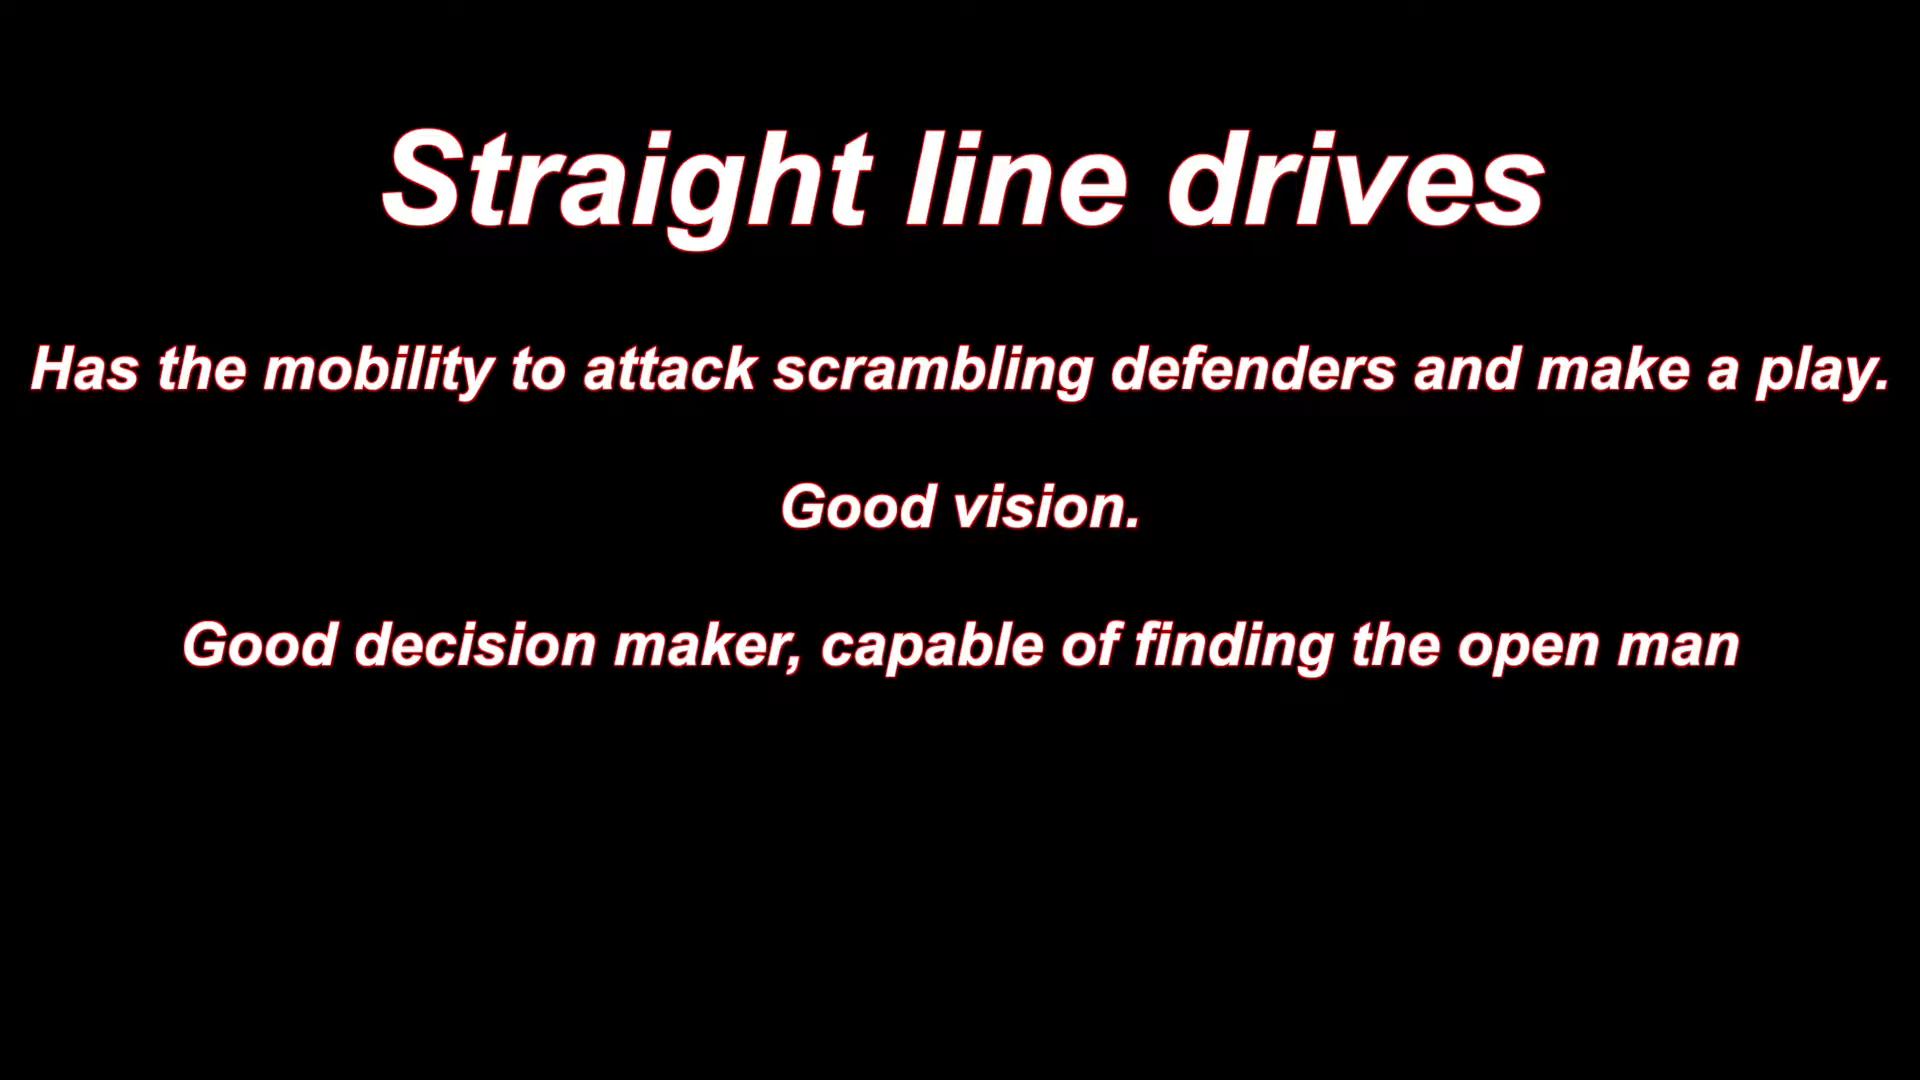 Straight line drives
Has the mobility to attack scrambling defenders and make a play.
Good vision.
Good decision maker, capable of finding the open man